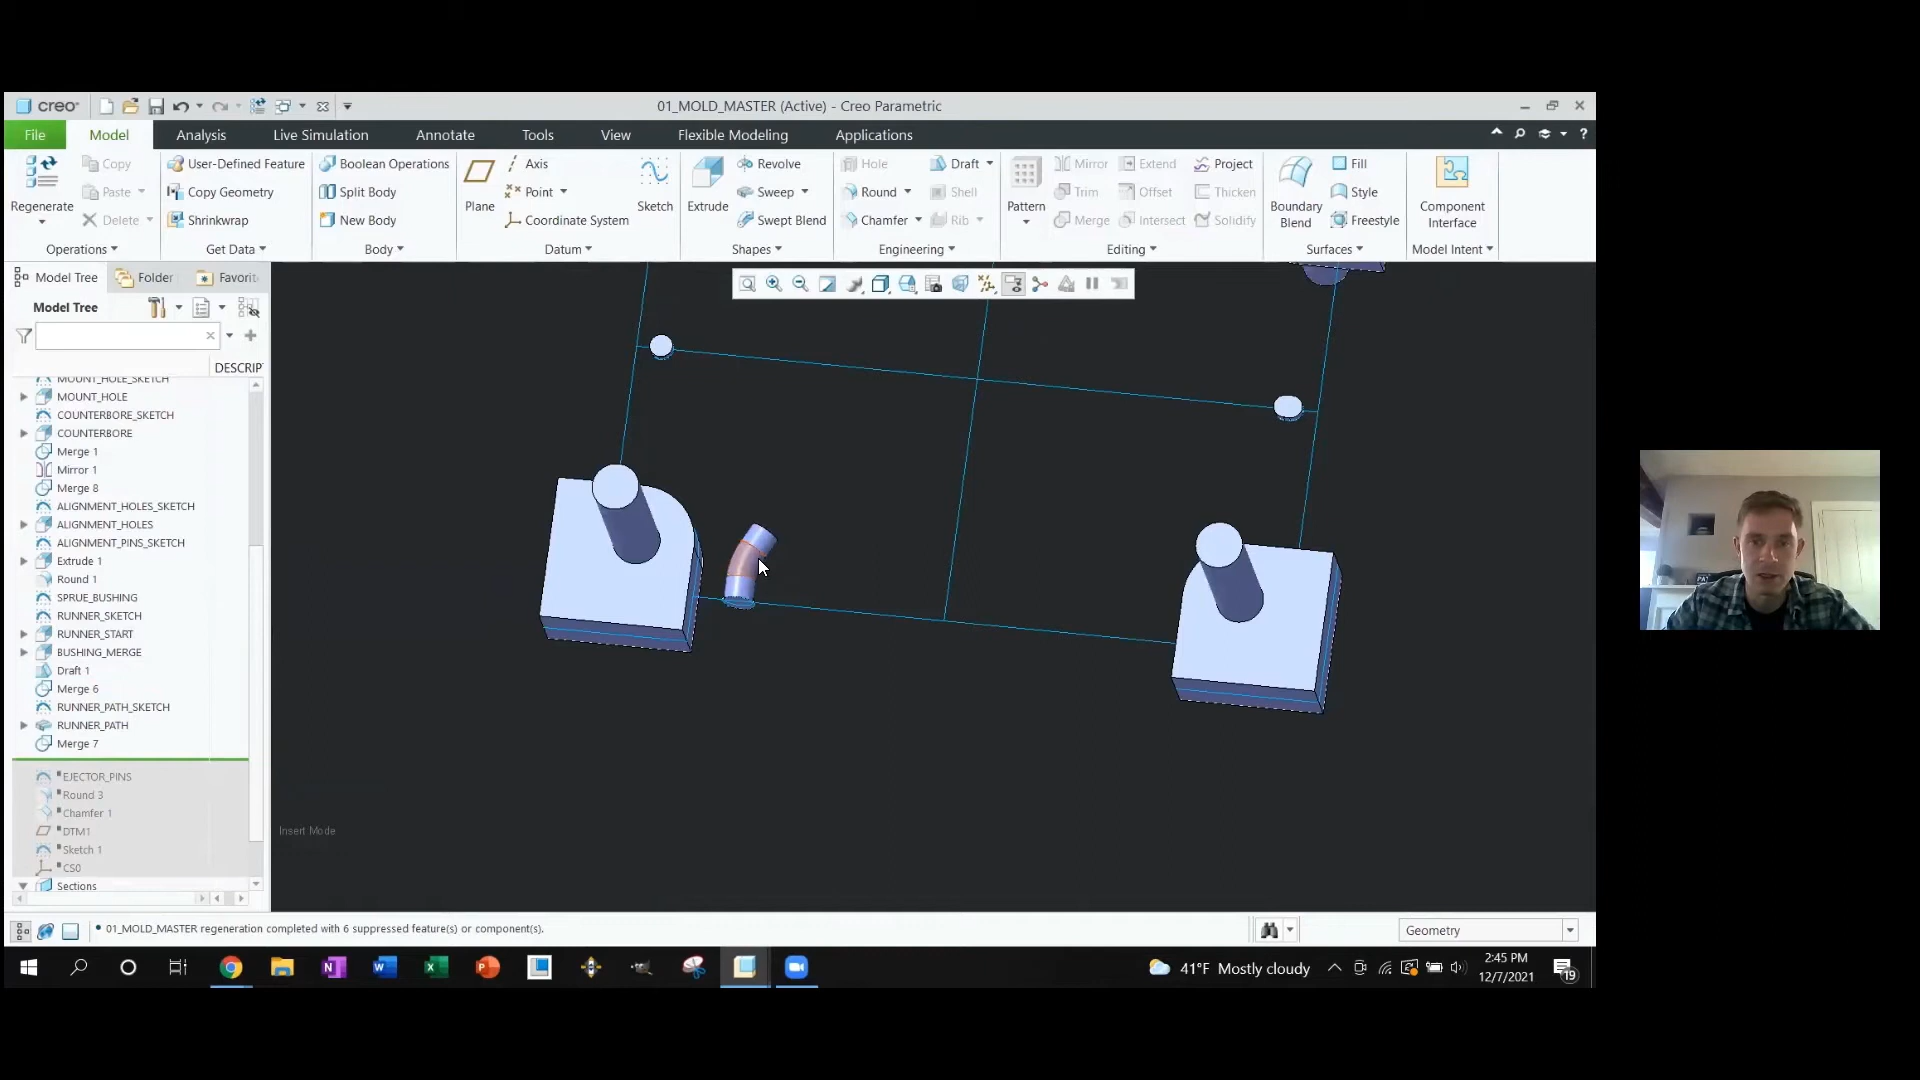 creo
01_MOLD_MASTER (Active) - Creo Parametric
File Model Analysis Live Simulation Annotate Tools View Flexible Modeling Applications
Regenerate
Copy
Paste
Delete
Operations
User-Defined Feature
Copy Geometry
Shrinkwrap
Get Data
Boolean Operations
Split Body
New Body
Body
Plane
Axis
Point
Coordinate System
Sketch
Datum
Extrude
Revolve
Sweep
Swept Blend
Shapes
Hole
Round
Chamfer
Draft
Shell
Rib
Engineering
Pattern
Mirror
Trim
Merge
Extend
Offset
Intersect
Project
Thicken
Solidify
Editing
Boundary
Blend
Fill
Style
Freestyle
Surfaces
Component
Interface
Model Intent
Model Tree Folder Favorit
Model Tree
DESCRIP
MOUNT_HOLE_SKETCH
MOUNT_HOLE
COUNTERBORE_SKETCH
COUNTERBORE
Merge 1
Mirror 1
Merge 8
ALIGNMENT_HOLES_SKETCH
ALIGNMENT_HOLES
ALIGNMENT_PINS_SKETCH
Extrude 1
Round 1
SPRUE_BUSHING
RUNNER_SKETCH
RUNNER_START
BUSHING_MERGE
Draft 1
Merge 6
RUNNER_PATH_SKETCH
RUNNER_PATH
Merge 7
EJECTOR_PINS
Round 3
Chamfer 1
DTM1
Sketch 1
CS0
Sections
Insert Mode
• 01_MOLD_MASTER regeneration completed with 6 suppressed feature(s) or component(s).
Geometry
41°F Mostly cloudy
2:45 PM
12/7/2021
19